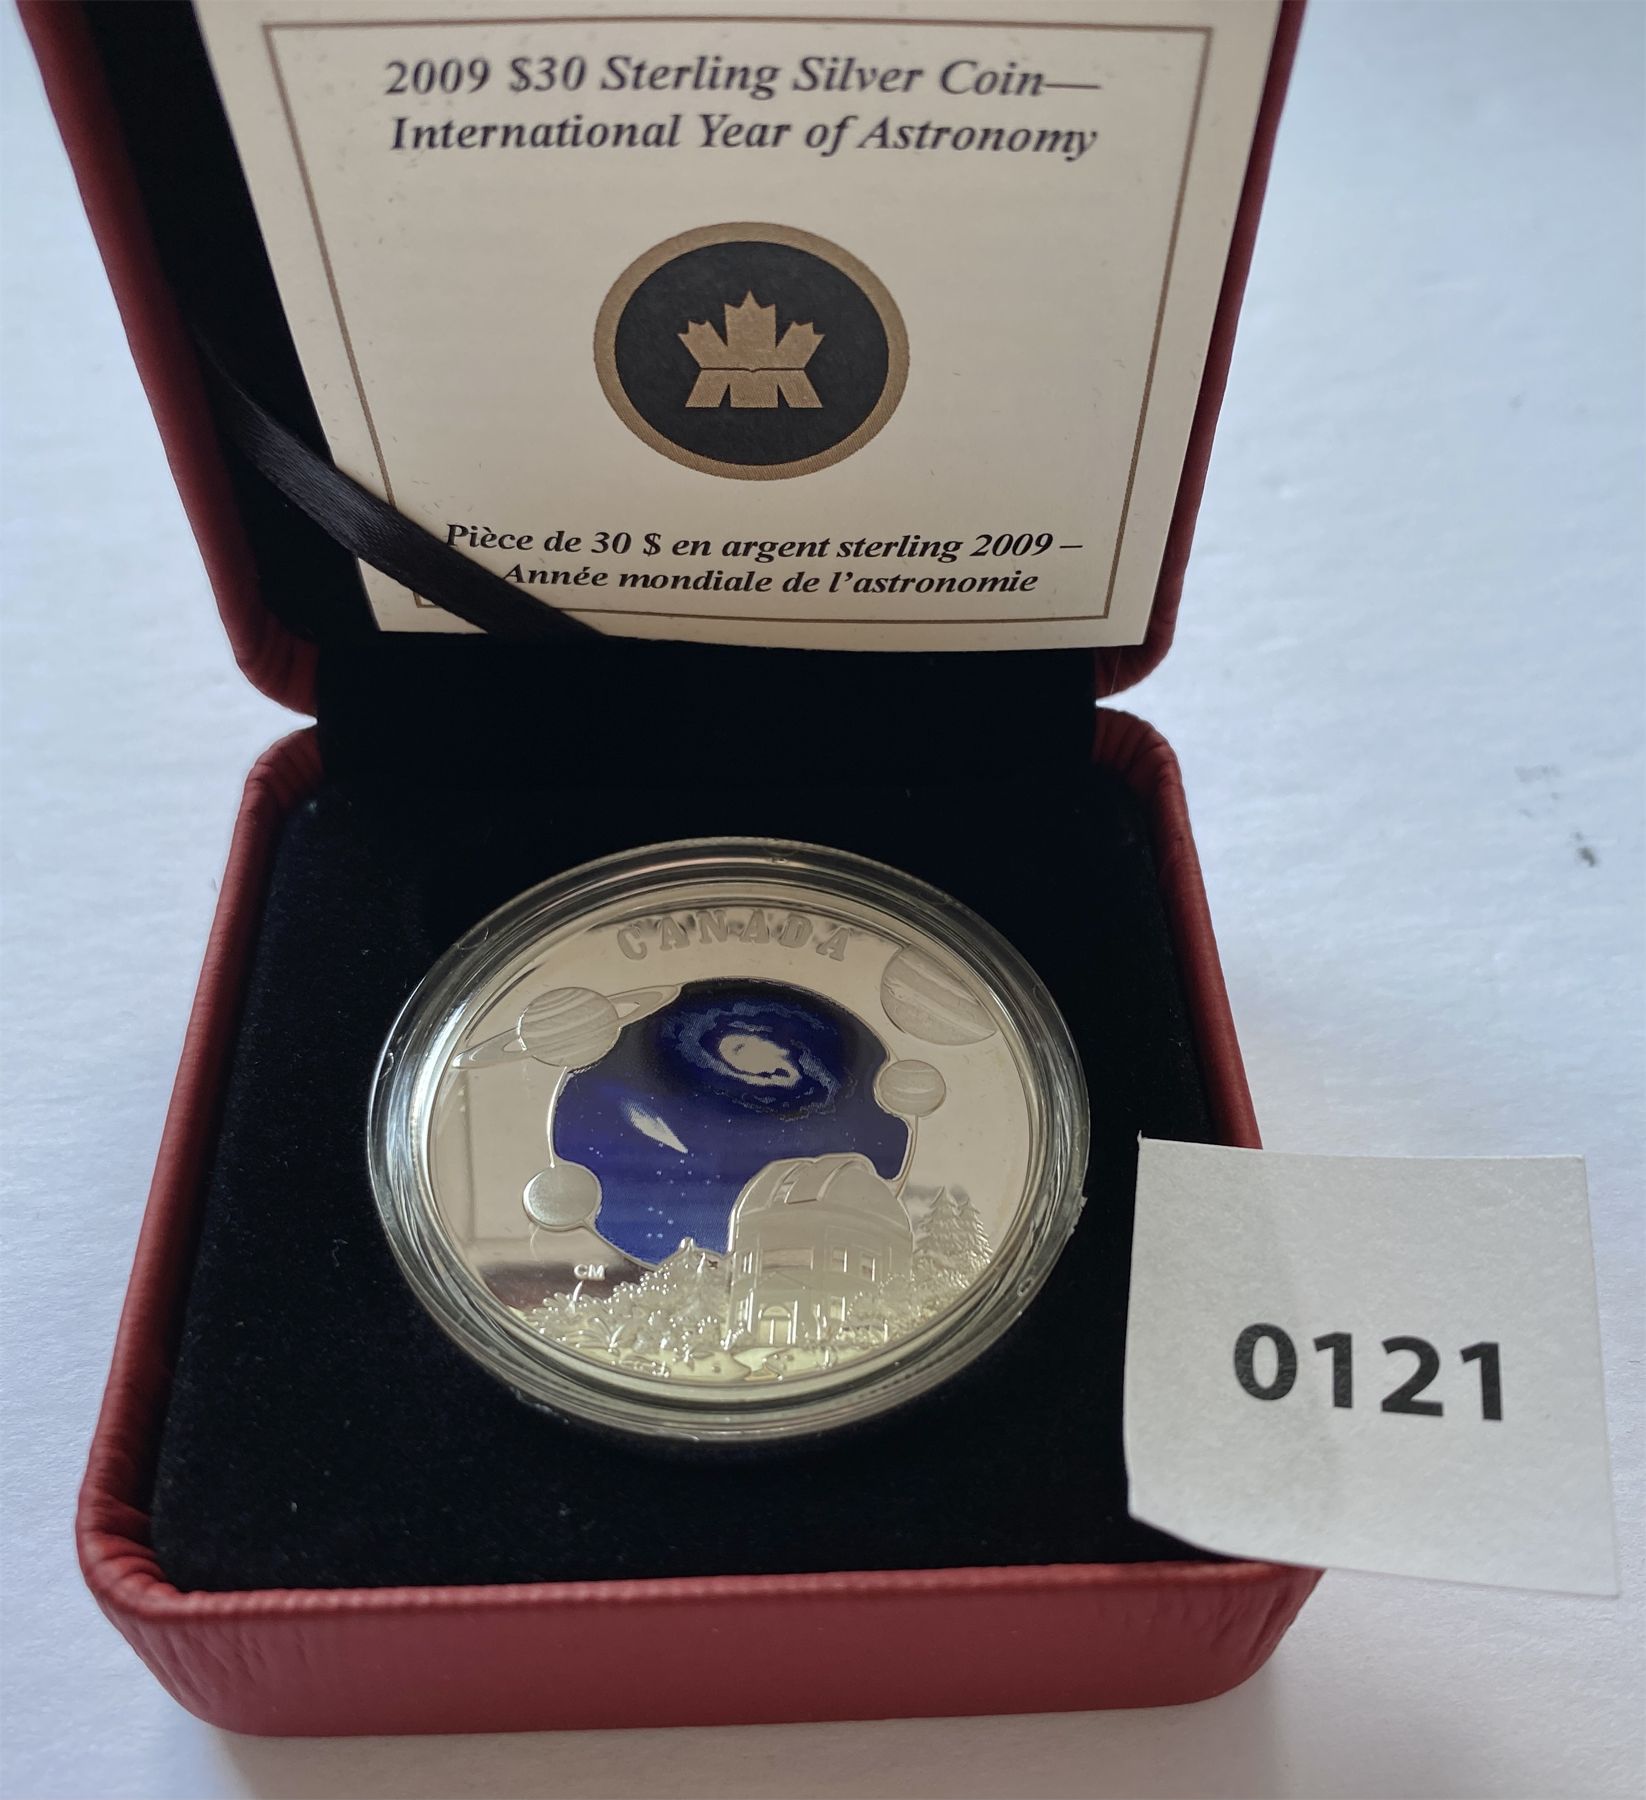 2009 $30 Sterling Silver Coin—
International Year of Astronomy
Pièce de 30 $ en argent sterling 2009 –
Année mondiale de l'astronomie
CANADA
CM
0121